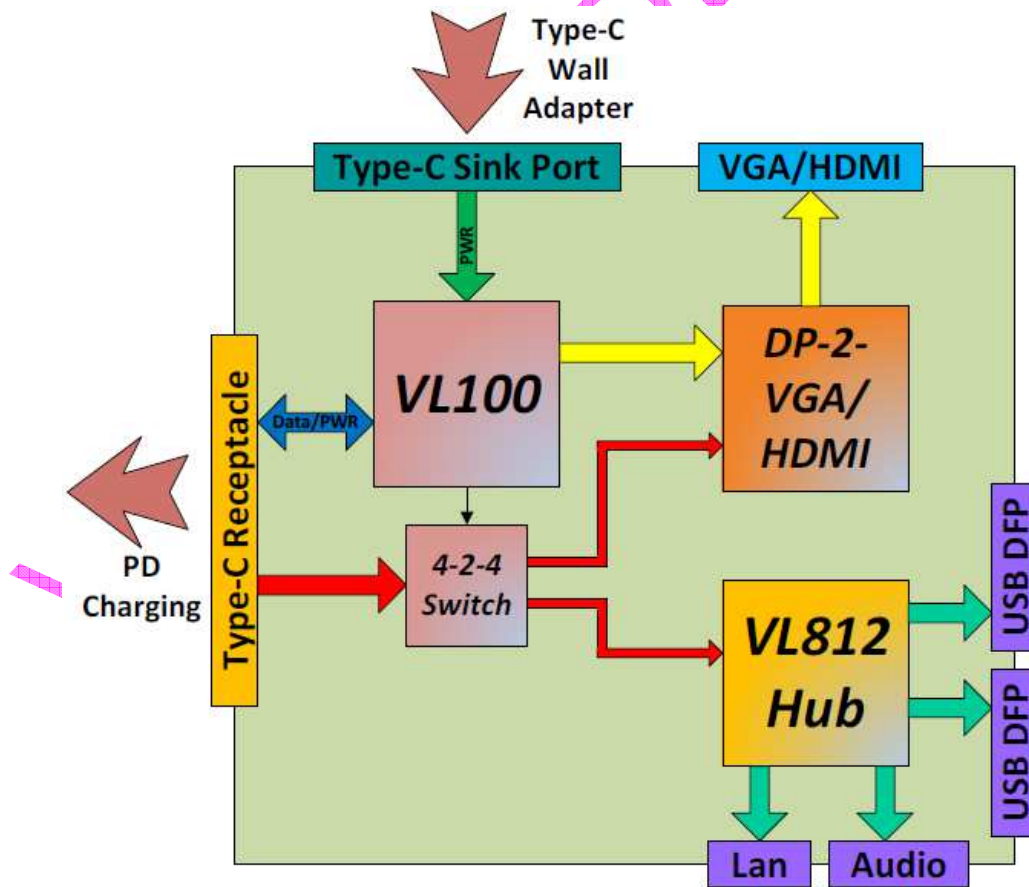 Type-C
Wall
Adapter
Type-C Sink Port
VGA/HDMI
PWR
VL100
DP-2-
VGA/
HDMI
Data/PWR
Type-C Receptacle
PD
Charging
4-2-4
Switch
VL812
Hub
USB DFP
USB DFP
Lan
Audio